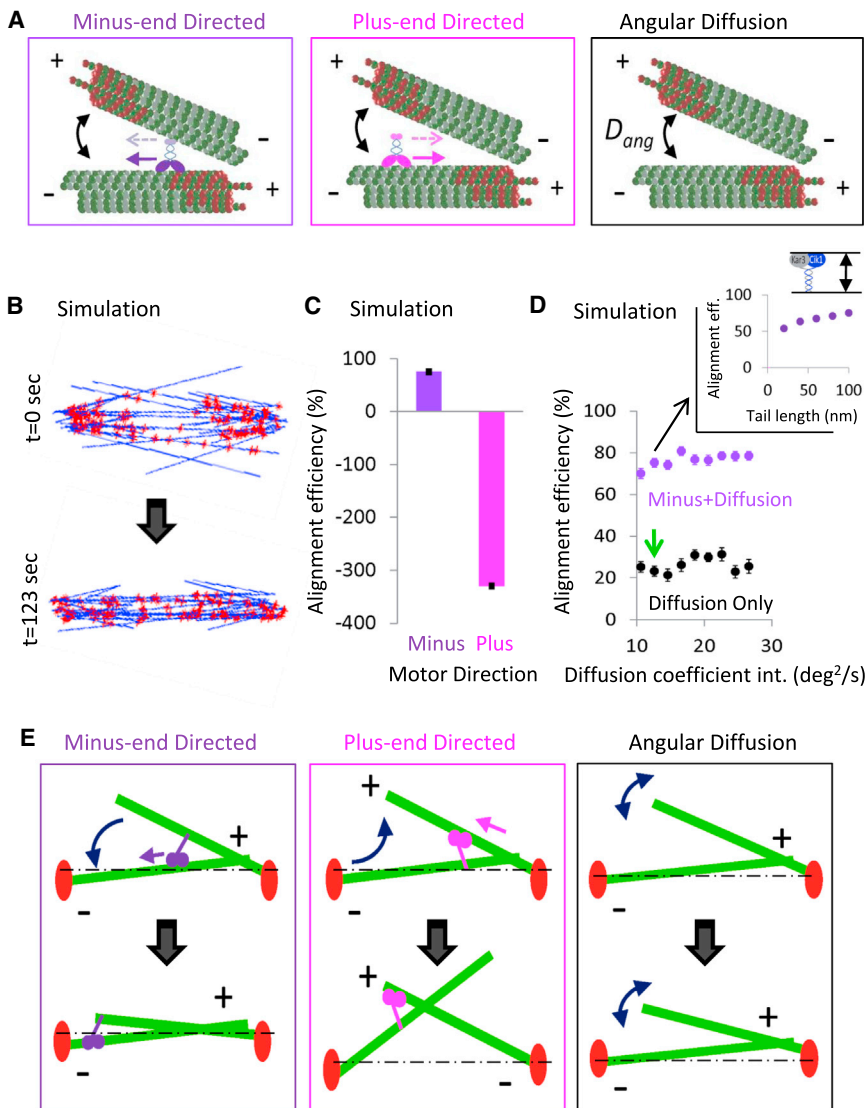 A
Minus-end Directed
Plus-end Directed
Angular Diffusion
+
-
-
+
+
-
-
+
+
D_ang
-
-
+
B
Simulation
t=0 sec
t=123 sec
C
Simulation
Alignment efficiency (%)
100
0
-100
-200
-300
-400
Minus Plus
Motor Direction
D
Simulation
Kar3 Cik1
Alignment eff.
100
50
0
0 50 100
Tail length (nm)
Alignment efficiency (%)
100
80
60
40
20
0
Minus+Diffusion
Diffusion Only
10 20 30
Diffusion coefficient int. (deg²/s)
E
Minus-end Directed
Plus-end Directed
Angular Diffusion
+
-
+
-
+
-
+
-
+
-
+
-